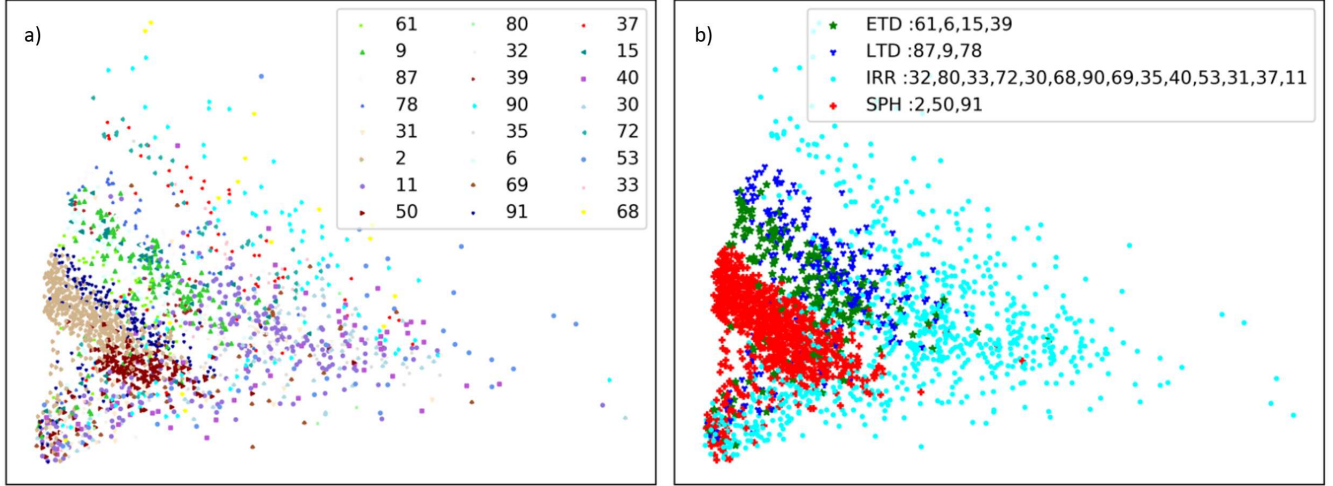 a)
61 80 37
9 32 15
87 39 40
78 90 30
31 35 72
2 6 53
11 69 33
50 91 68
b)
ETD :61,6,15,39
LTD :87,9,78
IRR :32,80,33,72,30,68,90,69,35,40,53,31,37,11
SPH :2,50,91